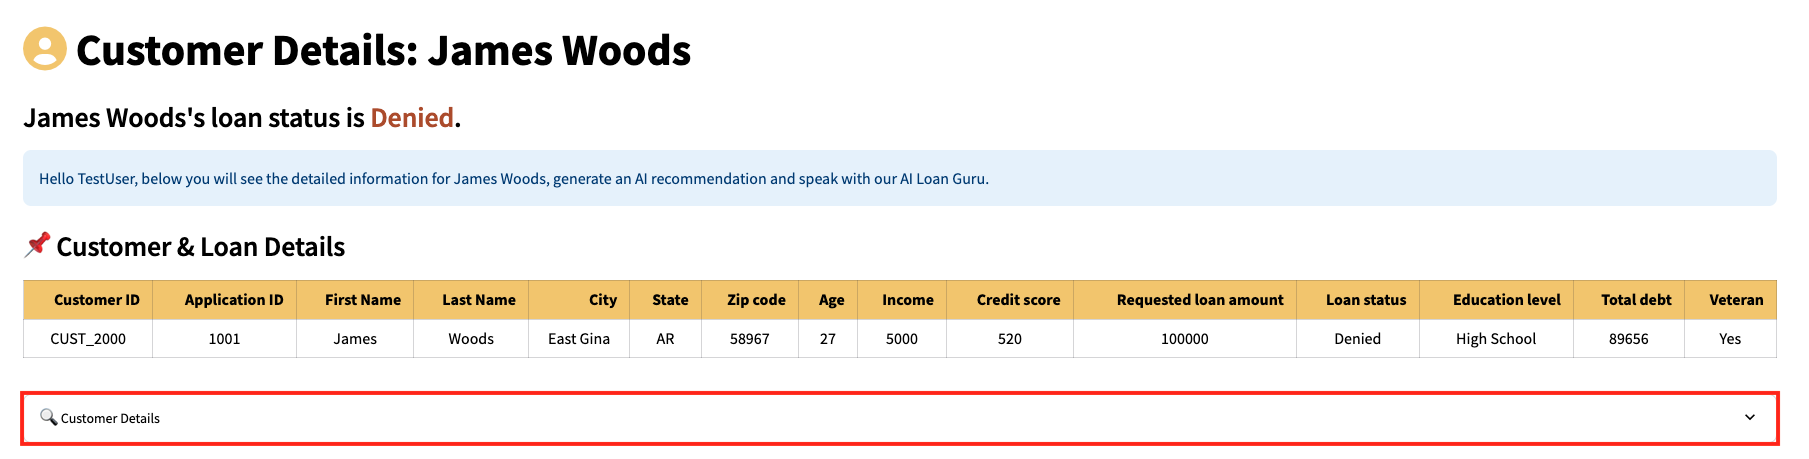 Customer Details: James Woods
James Woods's loan status is Denied.
Hello TestUser, below you will see the detailed information for James Woods, generate an AI recommendation and speak with our AI Loan Guru.
Customer & Loan Details
Customer ID Application ID First Name Last Name City State Zip code Age Income Credit score Requested loan amount Loan status Education level Total debt Veteran
CUST_2000 1001 James Woods East Gina AR 58967 27 5000 520 100000 Denied High School 89656 Yes
Customer Details